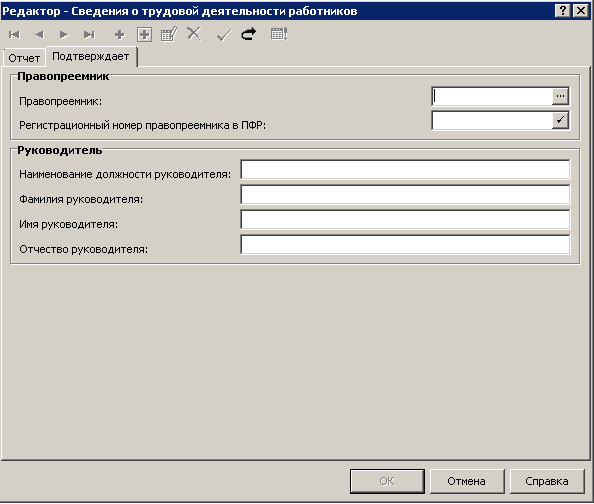 Редактор - Сведения о трудовой деятельности работников
Отчет
Подтверждает
Правопреемник
Правопреемник:
Регистрационный номер правопреемника в ПФР:
Руководитель
Наименование должности руководителя:
Фамилия руководителя:
Имя руководителя:
Отчество руководителя:
ОК
Отмена
Справка